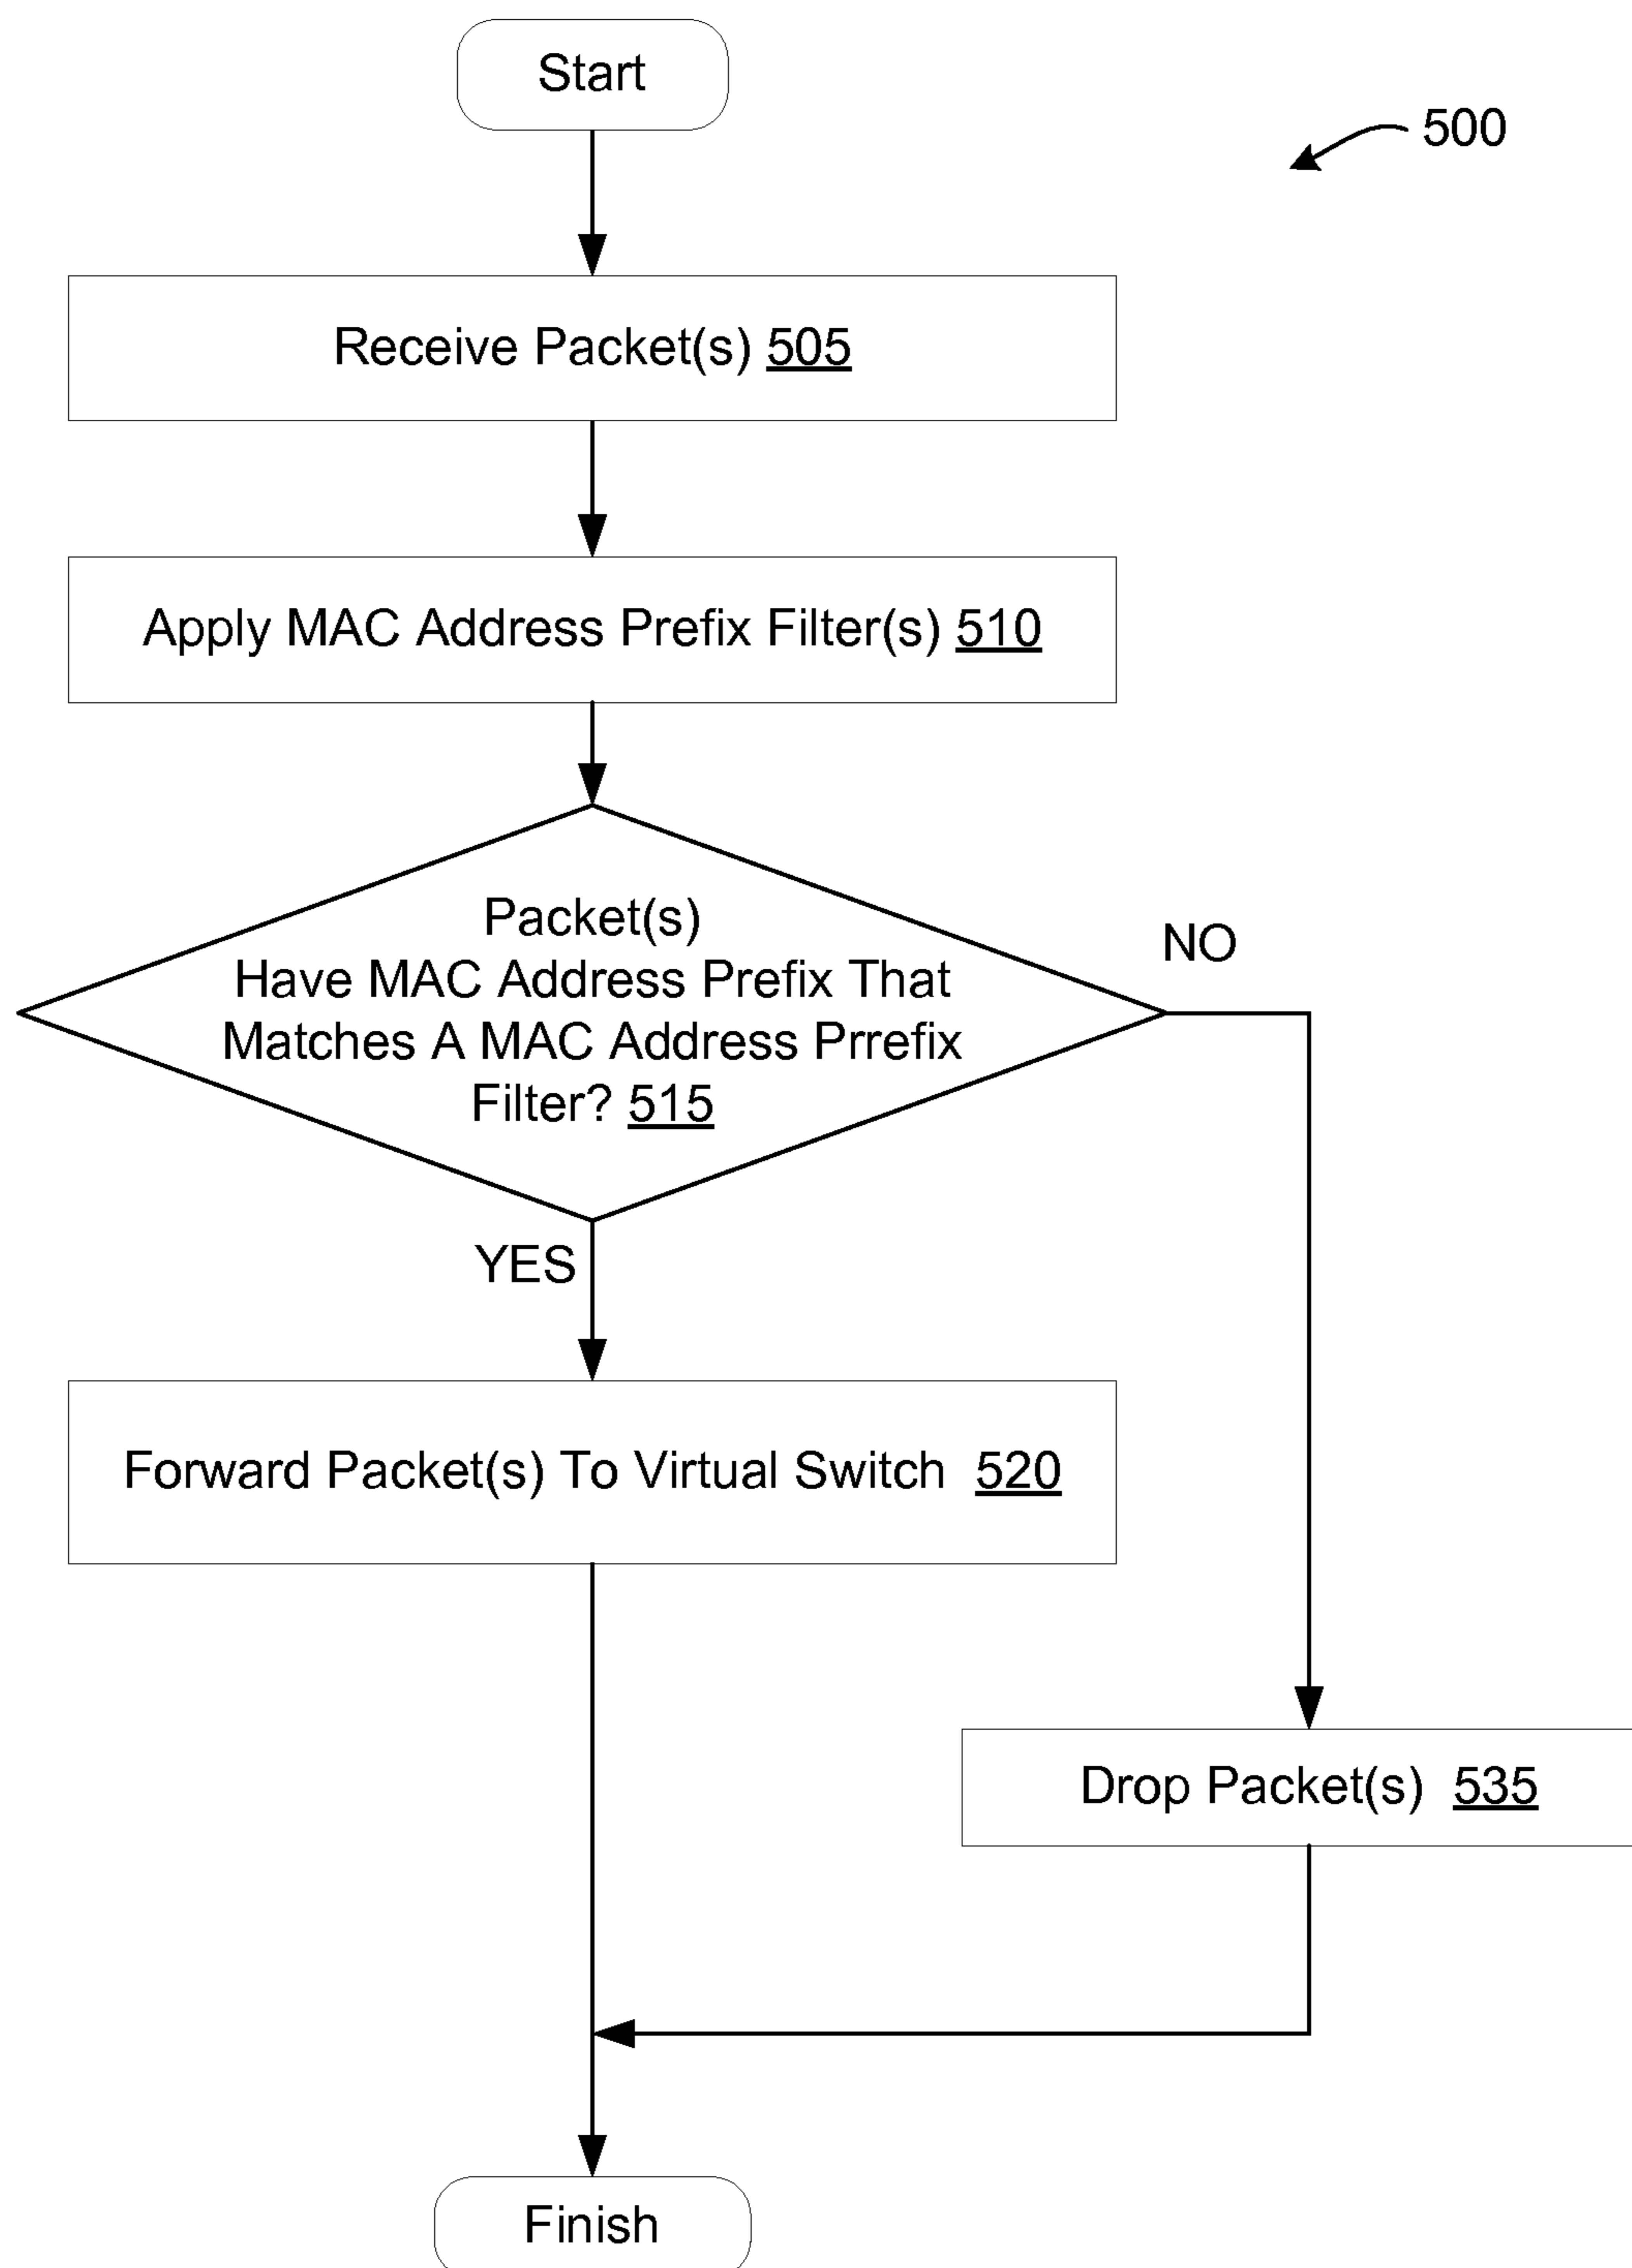 Start
500
Receive Packet(s) 505
Apply MAC Address Prefix Filter(s) 510
Packet(s)
Have MAC Address Prefix That
Matches A MAC Address Prrefix
Filter? 515
NO
YES
Forward Packet(s) To Virtual Switch 520
Drop Packet(s) 535
Finish